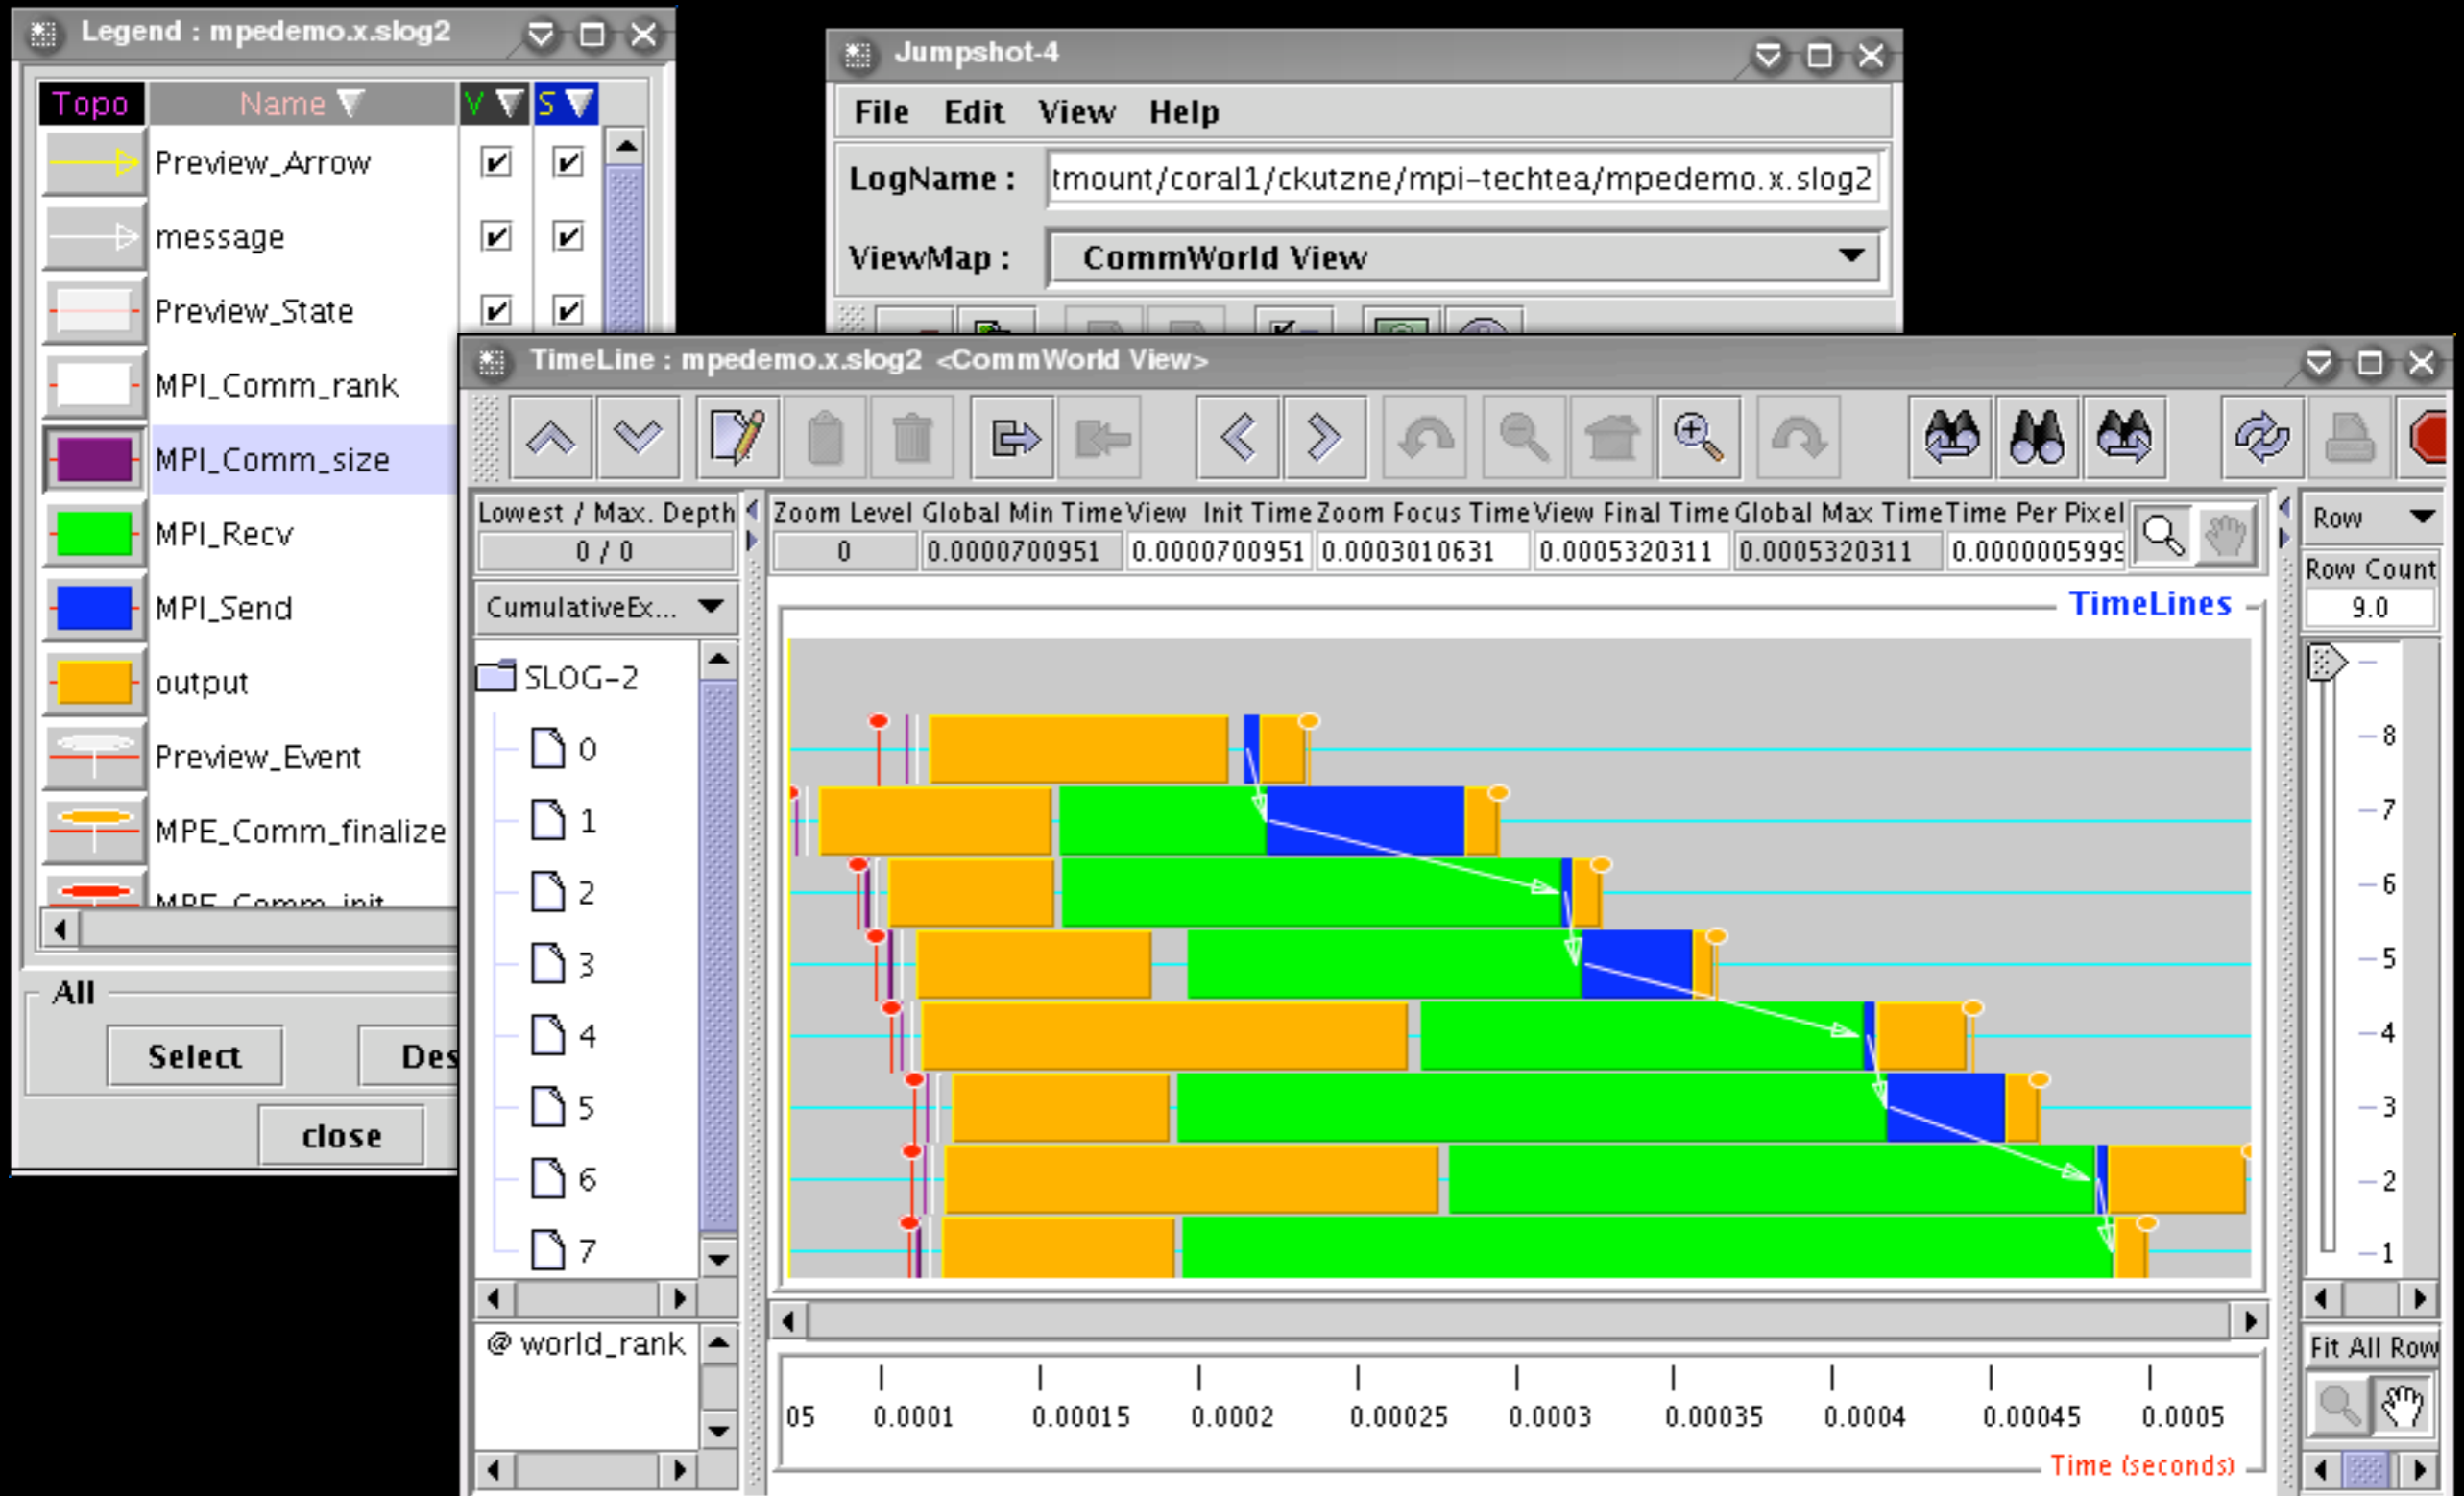 Legend : mpedemo.x.slog2
Topo Name V S
Preview_Arrow
message
Preview_State
MPI_Comm_rank
MPI_Comm_size
MPI_Recv
MPI_Send
output
Preview_Event
MPE_Comm_finalize
MPE_Comm_init
All
Select Des
close
Jumpshot-4
File Edit View Help
LogName : tmount/coral1/ckutzne/mpi-techtea/mpedemo.x.slog2
ViewMap : CommWorld View
TimeLine : mpedemo.x.slog2 <CommWorld View>
Lowest / Max. Depth Zoom Level Global Min Time View Init Time Zoom Focus Time View Final Time Global Max Time Time Per Pixel
0 / 0 0 0.0000700951 0.0000700951 0.0003010631 0.0005320311 0.0005320311 0.0000005999
Row
Row Count
9.0
CumulativeEx...
TimeLines
SLOG-2
0
1
2
3
4
5
6
7
8
7
6
5
4
3
2
1
@ world_rank
Fit All Row
05 0.0001 0.00015 0.0002 0.00025 0.0003 0.00035 0.0004 0.00045 0.0005
Time (seconds)